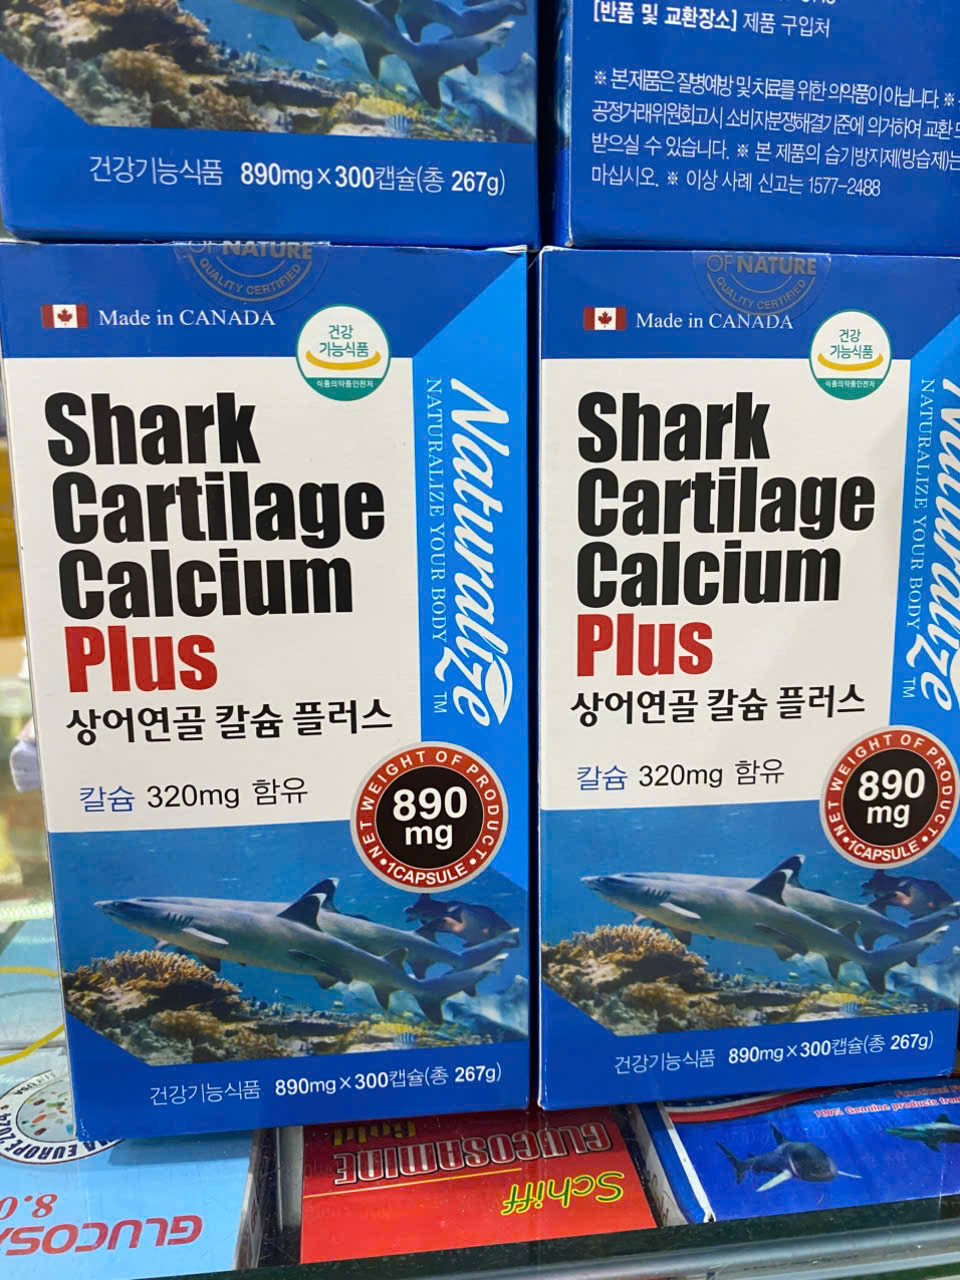 건강기능식품 890mg×300캡슐(총 267g)
[반품 및 교환장소] 제품 구입처
※ 본 제품은 질병예방 및 치료를 위한 의약품이 아닙니다. ※
공정거래위원회고시 소비자분쟁해결기준에 의거하여 교환
받으실 수 있습니다. ※ 본 제품의 습기방지제(방습제)는
마십시오. ※ 이상 사례 신고는 1577-2488
OF NATURE
QUALITY CERTIFIED
Made in CANADA
건강
기능식품
식품의약품안전처
Shark
Cartilage
Calcium
Plus
상어연골 칼슘 플러스
칼슘 320mg 함유
Naturalize TM
NATURALIZE YOUR BODY
NET WEIGHT OF PRODUCT
890
mg
1CAPSULE
건강기능식품 890mg×300캡슐(총 267g)
OF NATURE
QUALITY CERTIFIED
Made in CANADA
건강
기능식품
식품의약품안전처
Shark
Cartilage
Calcium
Plus
상어연골 칼슘 플러스
칼슘 320mg 함유
Naturalize TM
NATURALIZE YOUR BODY
NET WEIGHT OF PRODUCT
890
mg
1CAPSULE
건강기능식품 890mg×300캡슐(총 267g)
8.0
Schiff
GLUCOSAMINE
Gold
100% Genuine products from